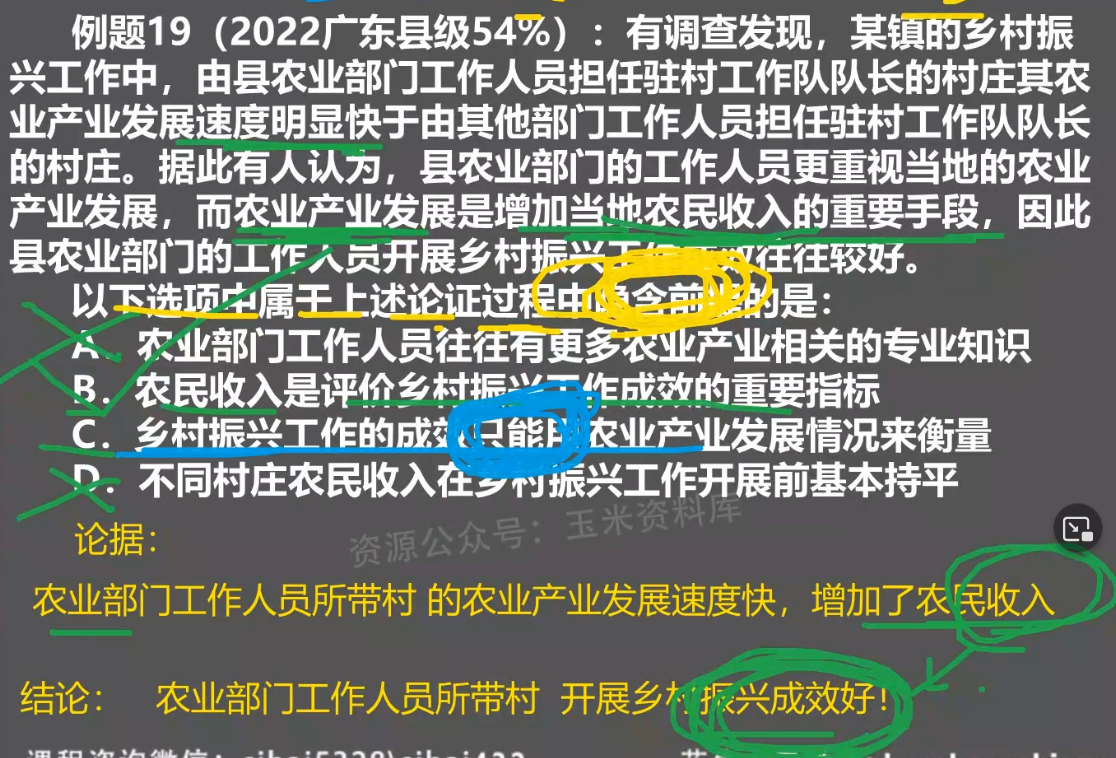 例题19（2022广东县级54%）：有调查发现，某镇的乡村振
兴工作中，由县农业部门工作人员担任驻村工作队队长的村庄其农
业产业发展速度明显快于由其他部门工作人员担任驻村工作队队长
的村庄。据此有人认为，县农业部门的工作人员更重视当地的农业
产业发展，而农业产业发展是增加当地农民收入的重要手段，因此
县农业部门的工作人员开展乡村振兴工作成效往往较好。
以下选项中属于上述论证过程中隐含前提的是：
A．农业部门工作人员往往有更多农业产业相关的专业知识
B．农民收入是评价乡村振兴工作成效的重要指标
C．乡村振兴工作的成效只能用农业产业发展情况来衡量
D．不同村庄农民收入在乡村振兴工作开展前基本持平
资源公众号：玉米资料库
论据：
农业部门工作人员所带村 的农业产业发展速度快，增加了农民收入
结论： 农业部门工作人员所带村 开展乡村振兴成效好！